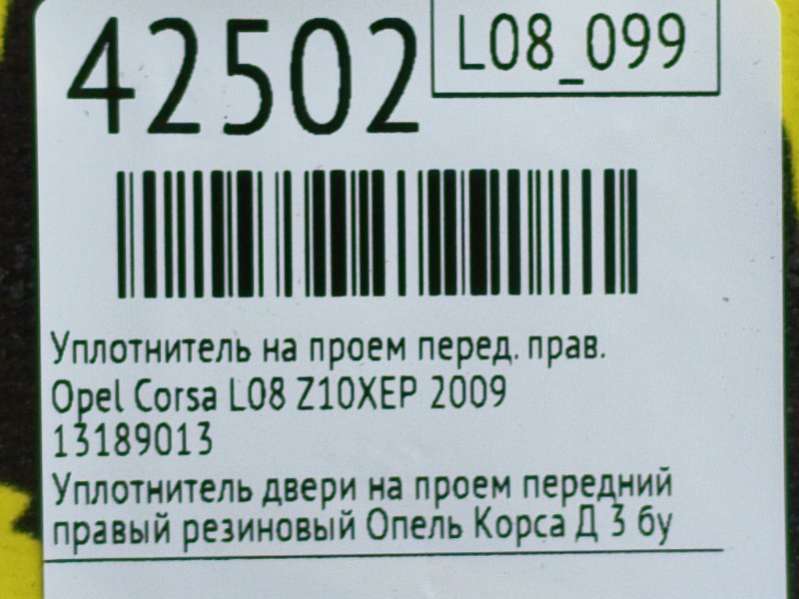 42502
L08_099
Уплотнитель на проем перед. прав.
Opel Corsa L08 Z10XEP 2009
13189013
Уплотнитель двери на проем передний
правый резиновый Опель Корса Д 3 бу